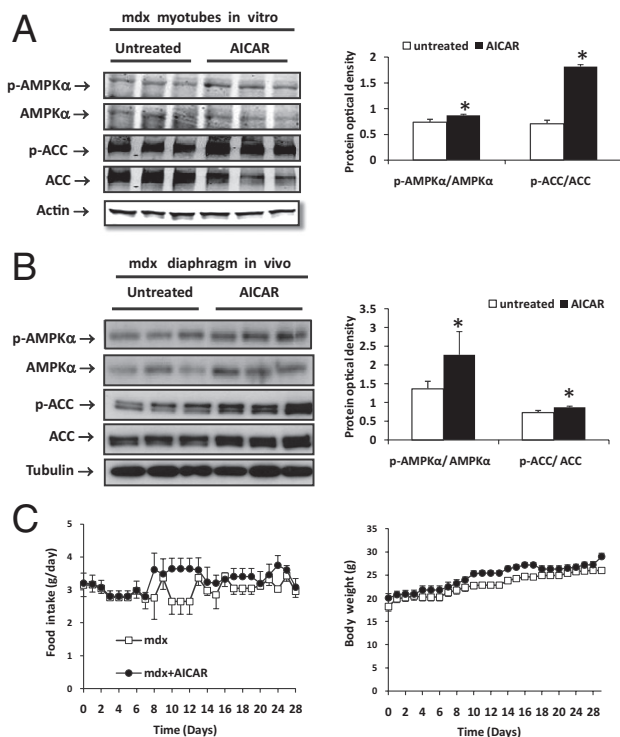 A
mdx myotubes in vitro
Untreated AICAR
p-AMPKα →
AMPKα →
p-ACC →
ACC →
Actin →
untreated AICAR
Protein optical density
2
1.5
1
0.5
0
* *
p-AMPKα/AMPKα p-ACC/ACC
B
mdx diaphragm in vivo
Untreated AICAR
p-AMPKα →
AMPKα →
p-ACC →
ACC →
Tubulin →
untreated AICAR
Protein optical density
3.5
3
2.5
2
1.5
1
0.5
0
* *
p-AMPKα/ AMPKα p-ACC/ ACC
C
Food intake (g/day)
5
4
3
2
1
0
mdx
mdx+AICAR
0 2 4 6 8 10 12 14 16 18 20 24 26 28
Time (Days)
Body weight (g)
35
30
25
20
15
10
5
0
0 2 4 6 7 8 10 12 14 16 18 20 24 28
Time (Days)